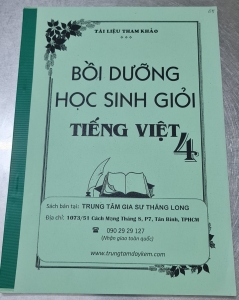 TÀI LIỆU THAM KHẢO
BỒI DƯỠNG
HỌC SINH GIỎI
TIẾNG VIỆT 4
Sách bán tại: TRUNG TÂM GIA SƯ THĂNG LONG
Địa chỉ: 1073/51 Cách Mạng Tháng 8, P7, Tân Bình, TPHCM
☎ 090 29 29 127
(Nhận giao toàn quốc)
www.trungtamdaykem.com